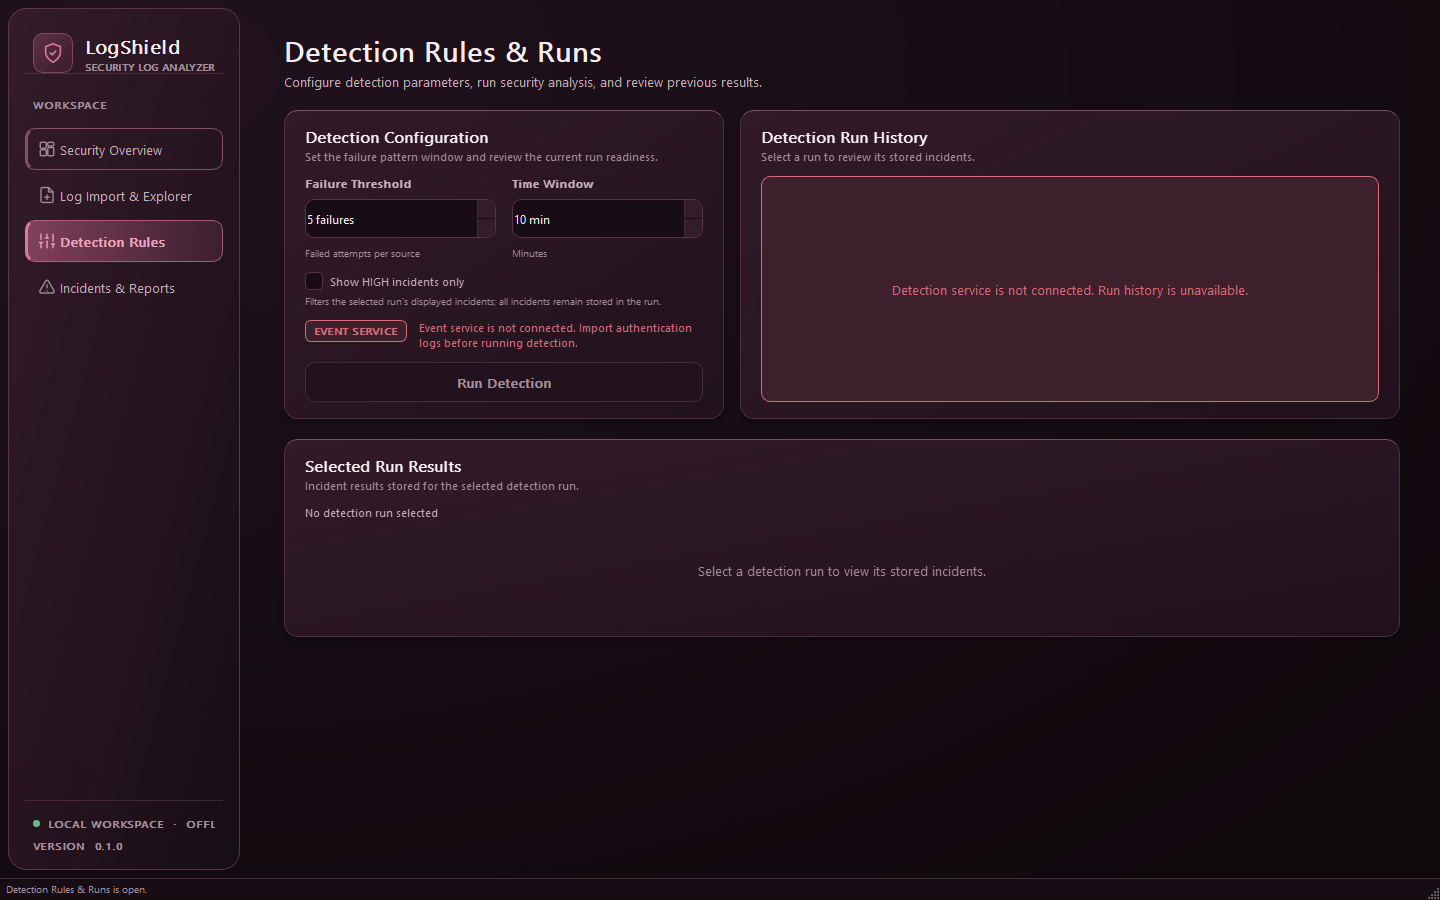 LogShield
SECURITY LOG ANALYZER
WORKSPACE
Security Overview
Log Import & Explorer
Detection Rules
Incidents & Reports
LOCAL WORKSPACE · OFFL
VERSION 0.1.0
Detection Rules & Runs
Configure detection parameters, run security analysis, and review previous results.
Detection Configuration
Set the failure pattern window and review the current run readiness.
Failure Threshold
Time Window
5 failures
10 min
Failed attempts per source
Minutes
Show HIGH incidents only
Filters the selected run's displayed incidents; all incidents remain stored in the run.
EVENT SERVICE
Event service is not connected. Import authentication
logs before running detection.
Run Detection
Detection Run History
Select a run to review its stored incidents.
Detection service is not connected. Run history is unavailable.
Selected Run Results
Incident results stored for the selected detection run.
No detection run selected
Select a detection run to view its stored incidents.
Detection Rules & Runs is open.